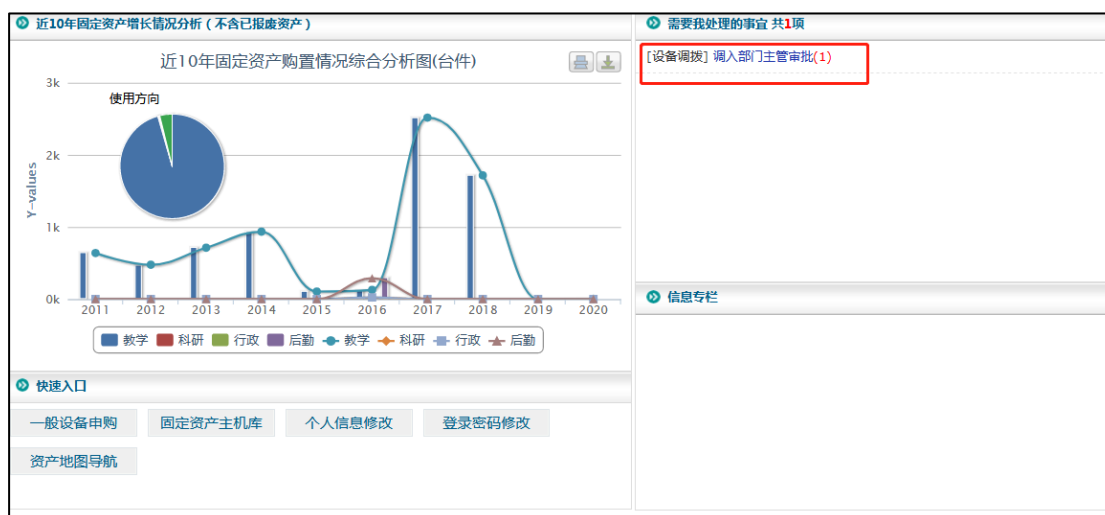 近10年固定资产增长情况分析（不含已报废资产）
近10年固定资产购置情况综合分析图(台件)
使用方向
Y-values
3k
2k
1k
0k
2011 2012 2013 2014 2015 2016 2017 2018 2019 2020
教学 科研 行政 后勤 教学 科研 行政 后勤
快速入口
一般设备申购 固定资产主机库 个人信息修改 登录密码修改
资产地图导航
需要我处理的事宜 共1项
[设备调拨] 调入部门主管审批(1)
信息专栏